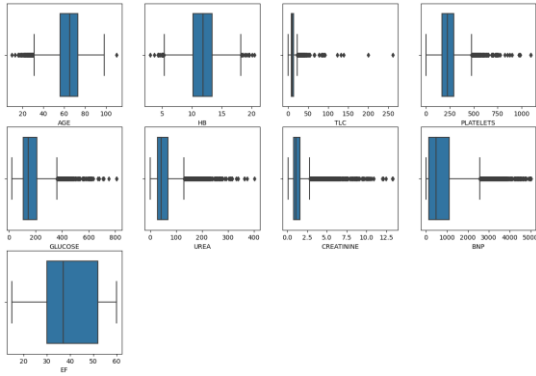 20 40 60 80 100
AGE
5 10 15 20
HB
0 50 100 150 200 250
TLC
0 500 1000
PLATELETS
0 200 400 600 800
GLUCOSE
0 100 200 300 400
UREA
0.0 2.5 5.0 7.5 10.0 12.5
CREATININE
0 1000 2000 3000 4000 5000
BNP
20 30 40 50 60
EF